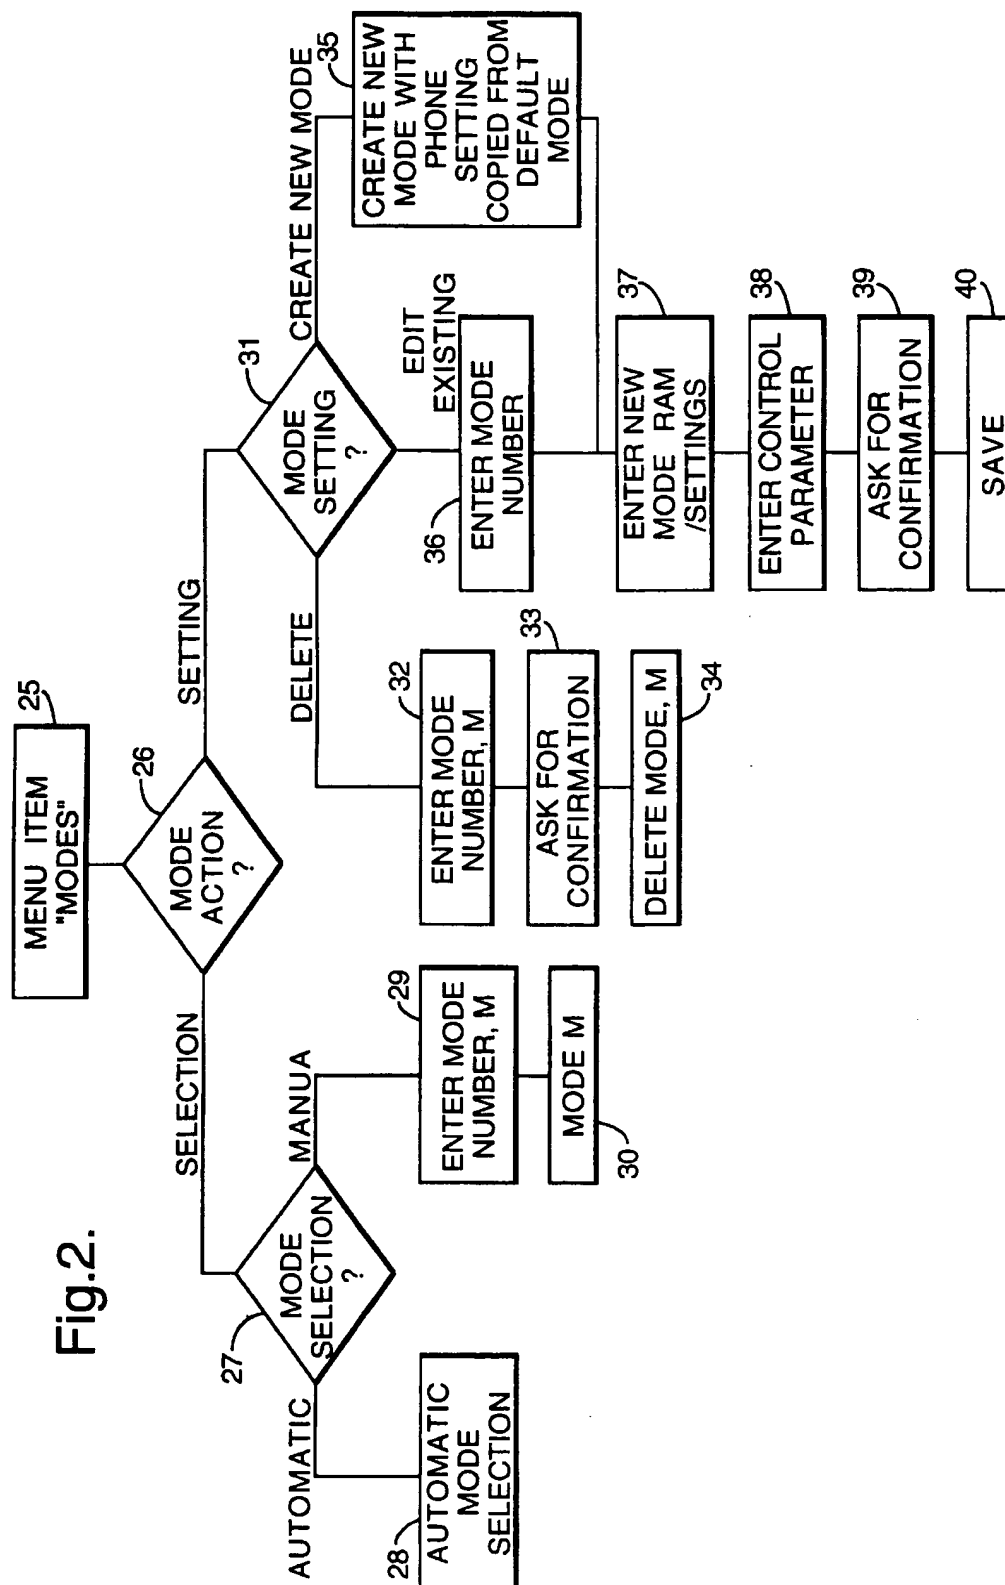 Fig.2.
MENU ITEM
"MODES"
25
MODE
ACTION
?
26
SELECTION
SETTING
MODE
SELECTION
?
27
AUTOMATIC
MANUA
AUTOMATIC
MODE
SELECTION
28
ENTER MODE
NUMBER, M
29
MODE M
30
MODE
SETTING
?
31
DELETE
EDIT
EXISTING
CREATE NEW MODE
ENTER MODE
NUMBER, M
32
ASK FOR
CONFIRMATION
33
DELETE MODE, M
34
CREATE NEW
MODE WITH
PHONE
SETTING
COPIED FROM
DEFAULT
MODE
35
ENTER MODE
NUMBER
36
ENTER NEW
MODE RAM
/SETTINGS
37
ENTER CONTROL
PARAMETER
38
ASK FOR
CONFIRMATION
39
SAVE
40